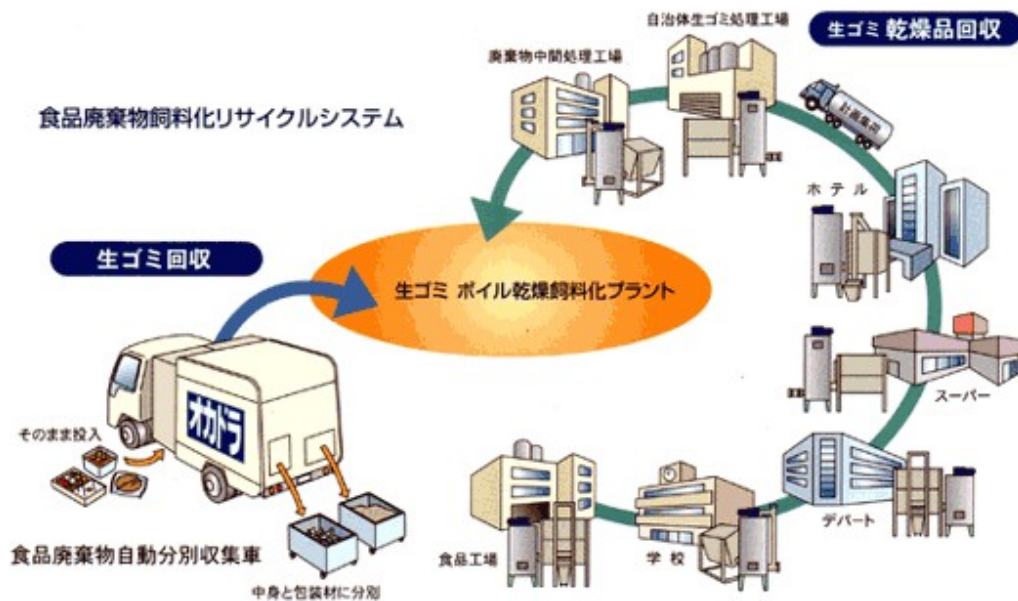 自治体生ゴミ処理工場
生ゴミ 乾燥品回収
廃棄物中間処理工場
食品廃棄物飼料化リサイクルシステム
計画集荷
ホテル
生ゴミ回収
生ゴミ ボイル乾燥飼料化プラント
スーパー
オカドラ
そのまま投入
デパート
食品工場
学校
食品廃棄物自動分別収集車
中身と包装材に分別